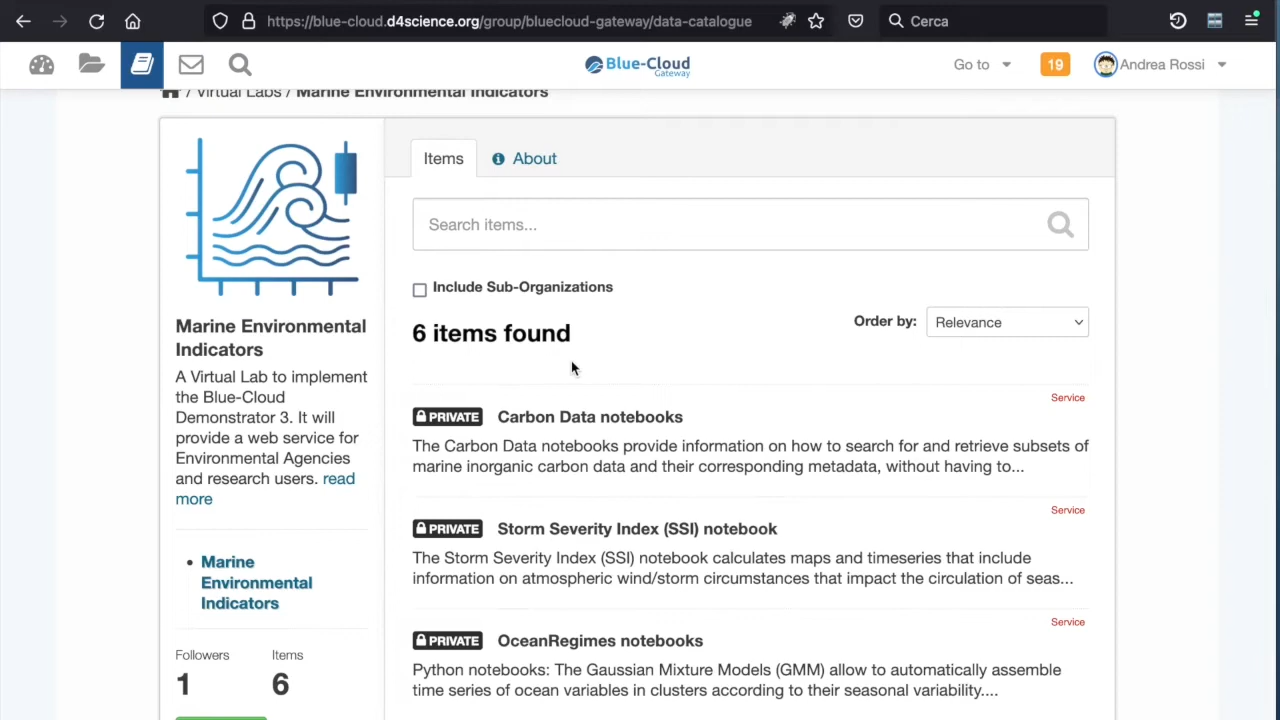 https://blue-cloud.d4science.org/group/bluecloud-gateway/data-catalogue
Cerca
Blue-Cloud
Gateway
Go to
19
Andrea Rossi
/ Virtual Labs / Marine Environmental Indicators
Marine Environmental
Indicators
A Virtual Lab to implement
the Blue-Cloud
Demonstrator 3. It will
provide a web service for
Environmental Agencies
and research users. read
more
Marine
Environmental
Indicators
Followers
Items
1
6
Items
About
Search items...
Include Sub-Organizations
6 items found
Order by:
Relevance
Service
PRIVATE Carbon Data notebooks
The Carbon Data notebooks provide information on how to search for and retrieve subsets of
marine inorganic carbon data and their corresponding metadata, without having to...
Service
PRIVATE Storm Severity Index (SSI) notebook
The Storm Severity Index (SSI) notebook calculates maps and timeseries that include
information on atmospheric wind/storm circumstances that impact the circulation of seas...
Service
PRIVATE OceanRegimes notebooks
Python notebooks: The Gaussian Mixture Models (GMM) allow to automatically assemble
time series of ocean variables in clusters according to their seasonal variability....